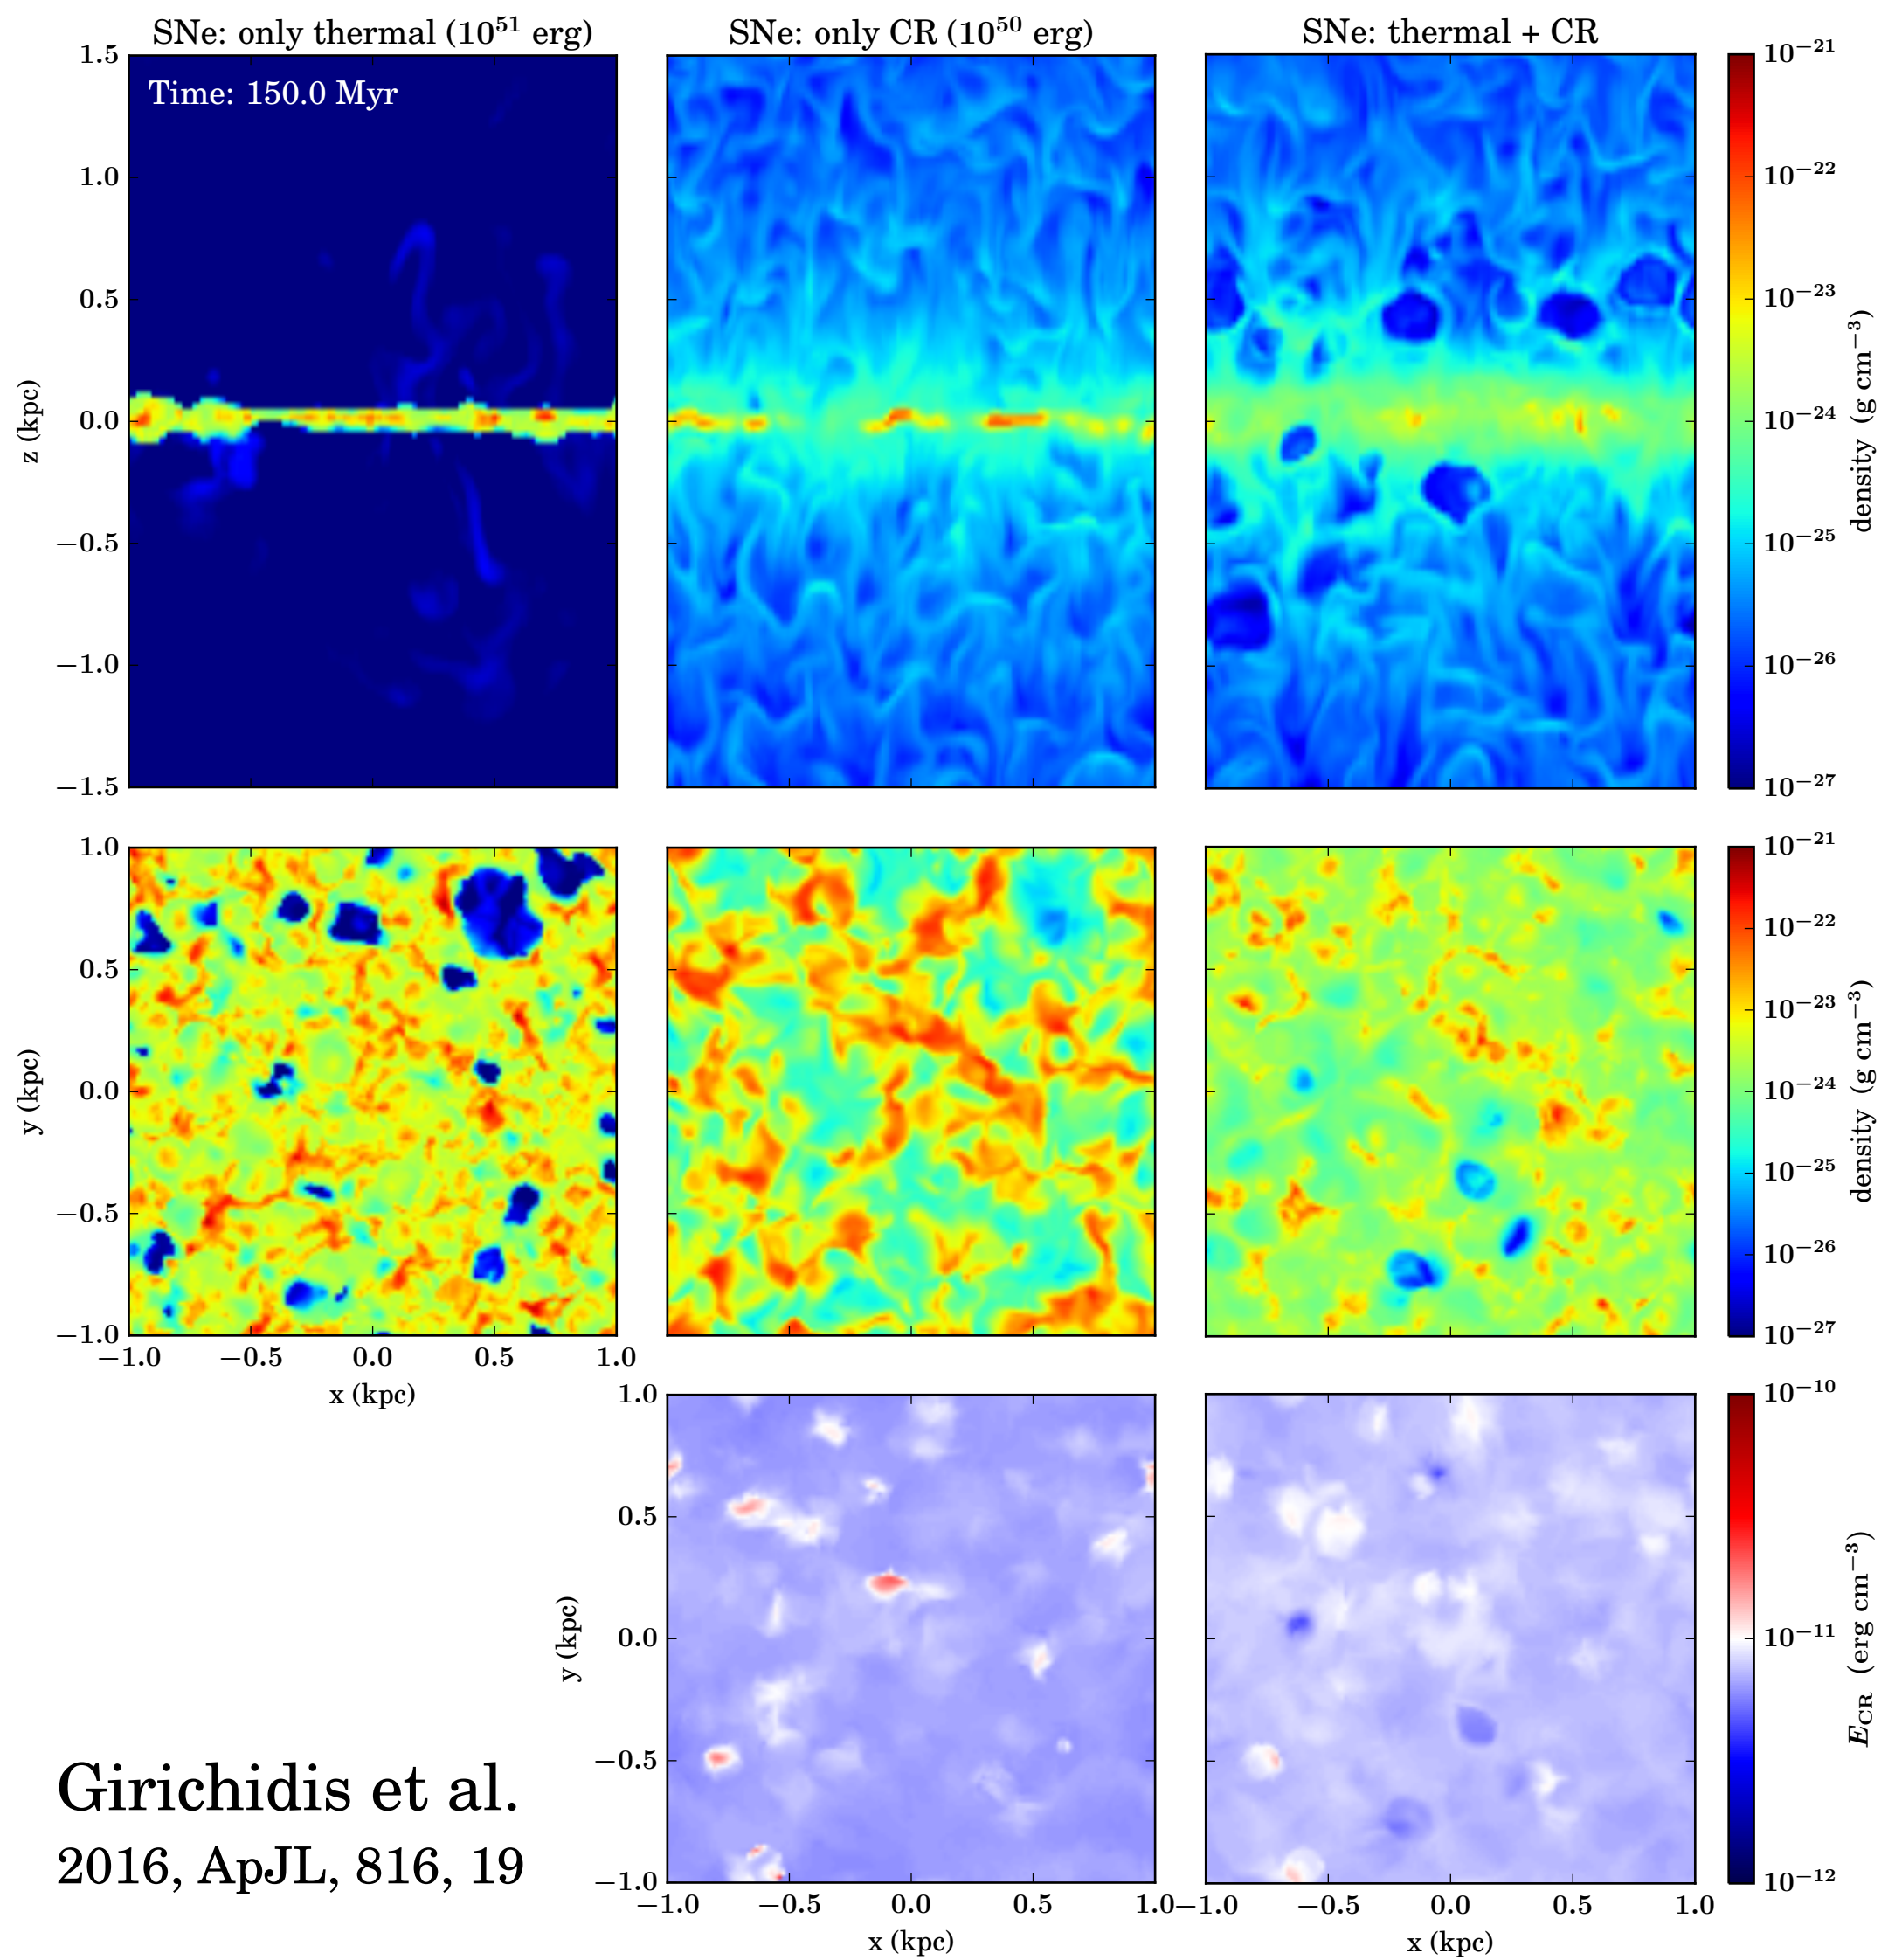 SNe: only thermal (10⁵¹ erg)
SNe: only CR (10⁵⁰ erg)
SNe: thermal + CR
Time: 150.0 Myr
1.5
1.0
0.5
0.0
−0.5
−1.0
−1.5
z (kpc)
10⁻²¹
10⁻²²
10⁻²³
10⁻²⁴
10⁻²⁵
10⁻²⁶
10⁻²⁷
density (g cm⁻³)
1.0
0.5
0.0
−0.5
−1.0
y (kpc)
−1.0 −0.5 0.0 0.5 1.0
x (kpc)
10⁻²¹
10⁻²²
10⁻²³
10⁻²⁴
10⁻²⁵
10⁻²⁶
10⁻²⁷
density (g cm⁻³)
1.0
0.5
0.0
−0.5
−1.0
y (kpc)
−1.0 −0.5 0.0 0.5 1.0
x (kpc)
−1.0 −0.5 0.0 0.5 1.0
x (kpc)
10⁻¹⁰
10⁻¹¹
10⁻¹²
E_CR (erg cm⁻³)
Girichidis et al.
2016, ApJL, 816, 19